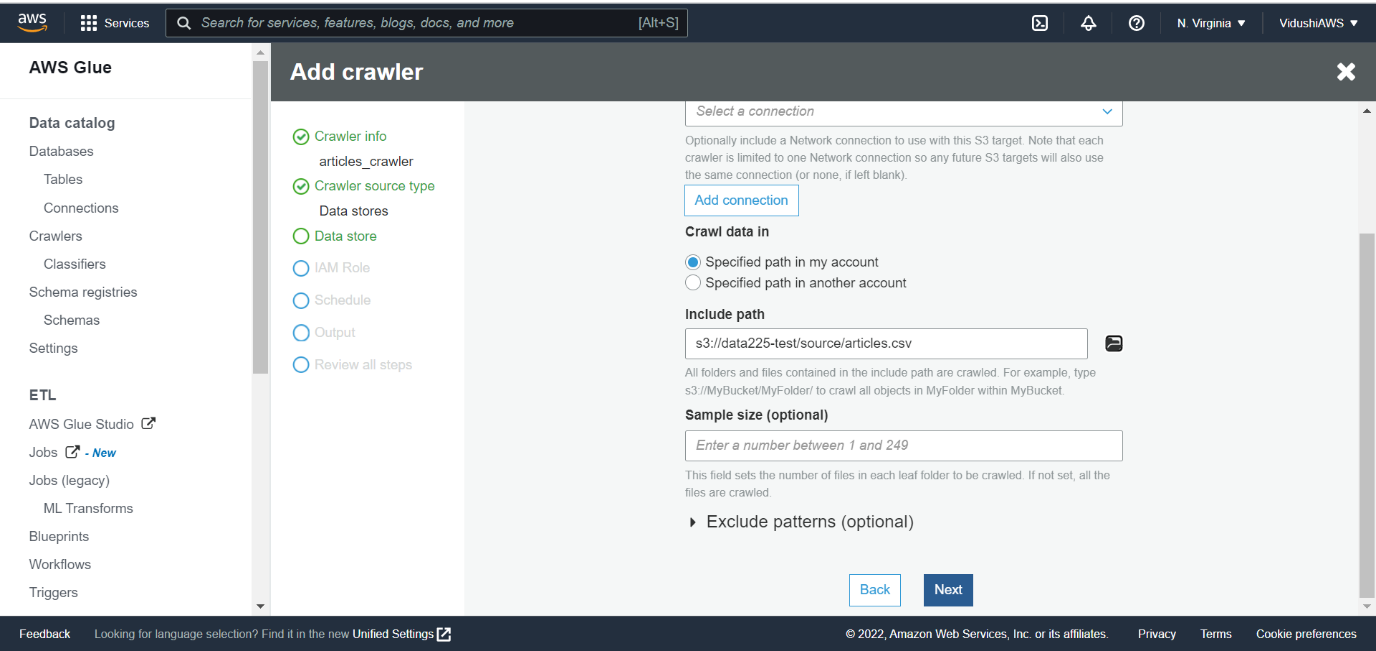 aws
Services
Search for services, features, blogs, docs, and more
[Alt+S]
N. Virginia
VidushiAWS
AWS Glue
Data catalog
Databases
Tables
Connections
Crawlers
Classifiers
Schema registries
Schemas
Settings
ETL
AWS Glue Studio
Jobs - New
Jobs (legacy)
ML Transforms
Blueprints
Workflows
Triggers
Add crawler
Crawler info
articles_crawler
Crawler source type
Data stores
Data store
IAM Role
Schedule
Output
Review all steps
Select a connection
Optionally include a Network connection to use with this S3 target. Note that each
crawler is limited to one Network connection so any future S3 targets will also use
the same connection (or none, if left blank).
Add connection
Crawl data in
Specified path in my account
Specified path in another account
Include path
s3://data225-test/source/articles.csv
All folders and files contained in the include path are crawled. For example, type
s3://MyBucket/MyFolder/ to crawl all objects in MyFolder within MyBucket.
Sample size (optional)
Enter a number between 1 and 249
This field sets the number of files in each leaf folder to be crawled. If not set, all the
files are crawled.
Exclude patterns (optional)
Back
Next
Feedback
Looking for language selection? Find it in the new Unified Settings
© 2022, Amazon Web Services, Inc. or its affiliates.
Privacy
Terms
Cookie preferences